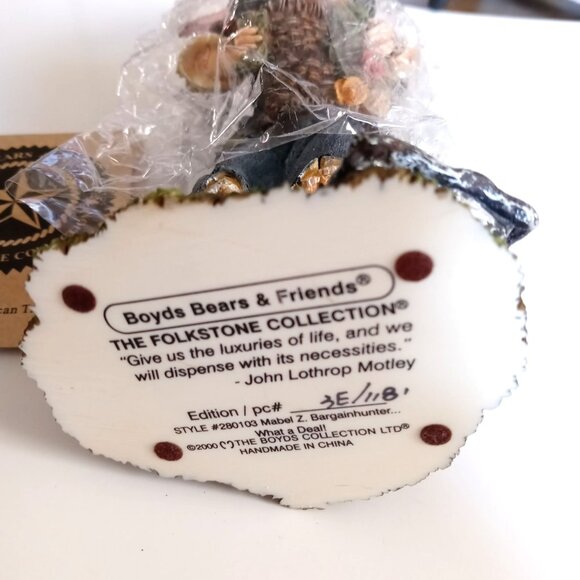 Boyds Bears & Friends®
THE FOLKSTONE COLLECTION®
"Give us the luxuries of life, and we
will dispense with its necessities."
- John Lothrop Motley
Edition / pc# 3E/118.
STYLE #280103 Mabel Z. Bargainhunter...
What a Deal!
©2000 THE BOYDS COLLECTION LTD®
HANDMADE IN CHINA
can T